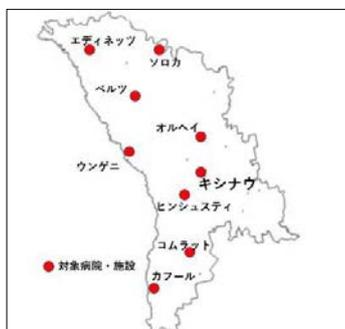 エディネッツ
ソロカ
ベルツ
オルヘイ
ウンゲニ
キシナウ
ヒンシュスティ
コムラット
対象病院・施設
カフール